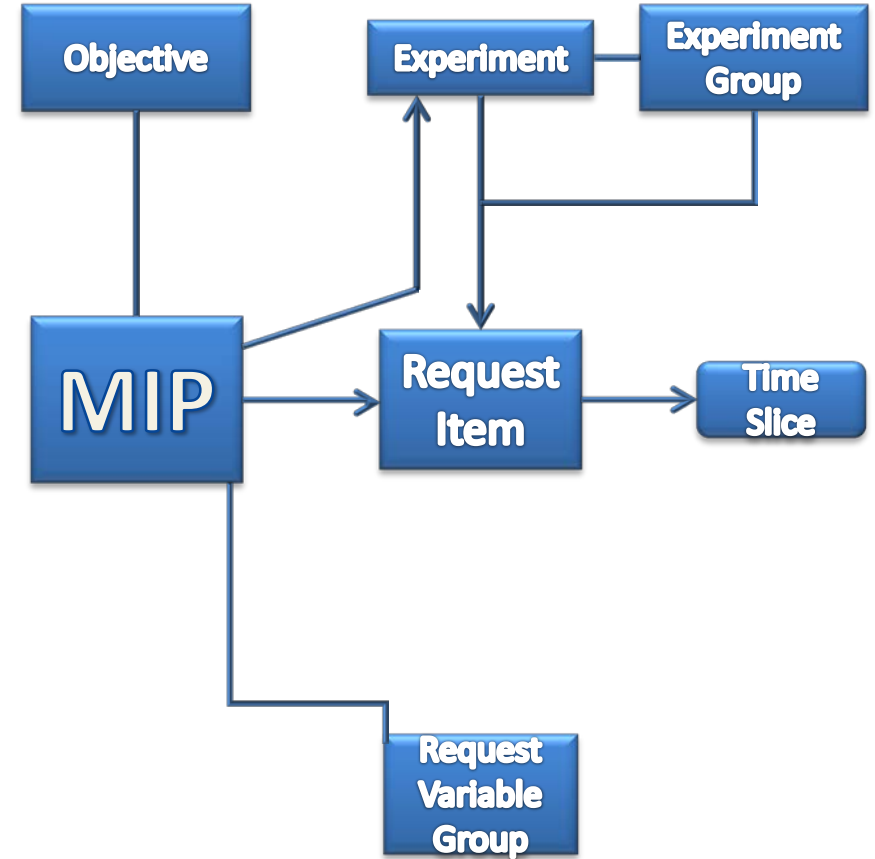 Objective
Experiment
Experiment
Group
MIP
Request
Item
Time
Slice
Request
Variable
Group